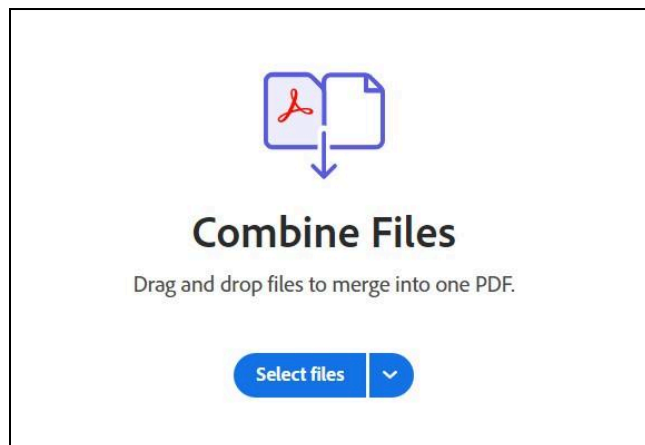 Combine Files
Drag and drop files to merge into one PDF.
Select files